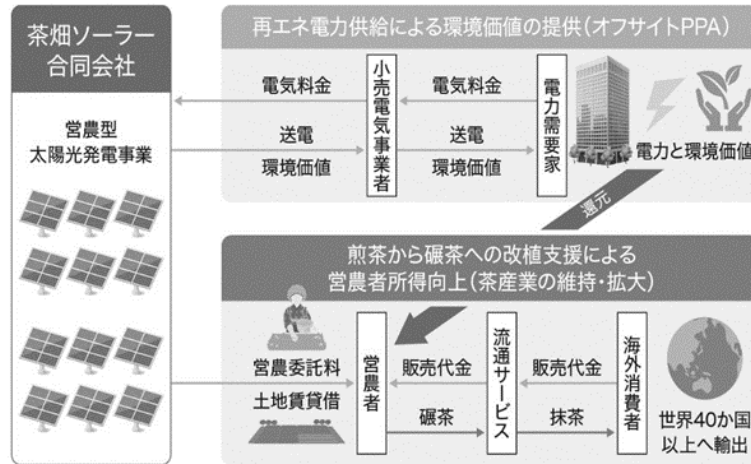 茶畑ソーラー
合同会社
営農型
太陽光発電事業
再エネ電力供給による環境価値の提供(オフサイトPPA)
電気料金
送電
環境価値
小売電気事業者
電気料金
送電
環境価値
電力需要家
電力と環境価値
還元
煎茶から碾茶への改植支援による
営農者所得向上(茶産業の維持・拡大)
営農委託料
土地賃貸借
営農者
販売代金
碾茶
流通サービス
販売代金
抹茶
海外消費者
世界40か国
以上へ輸出